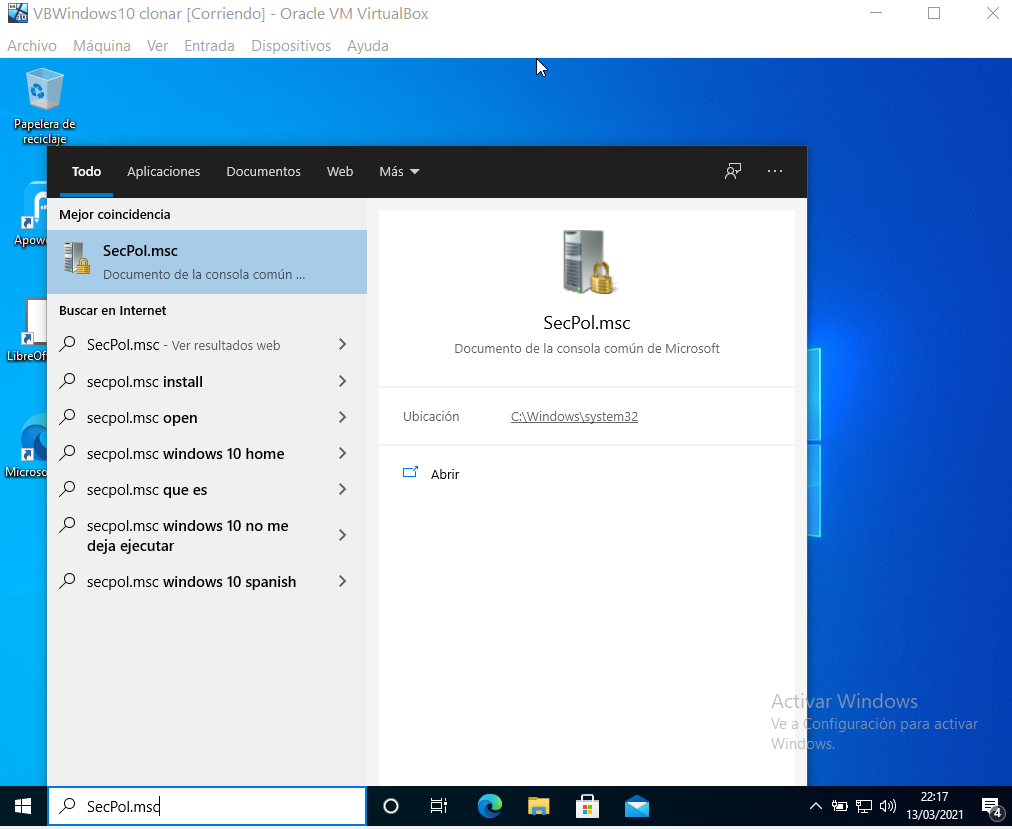 VBWindows10 clonar [Corriendo] - Oracle VM VirtualBox
Archivo Máquina Ver Entrada Dispositivos Ayuda
Papelera de
reciclaje
Todo Aplicaciones Documentos Web Más
Mejor coincidencia
SecPol.msc
Documento de la consola común ...
Buscar en Internet
SecPol.msc - Ver resultados web
secpol.msc install
secpol.msc open
secpol.msc windows 10 home
secpol.msc que es
secpol.msc windows 10 no me
deja ejecutar
secpol.msc windows 10 spanish
SecPol.msc
Documento de la consola común de Microsoft
Ubicación C:\Windows\system32
Abrir
Apowe
LibreOf
Microso
Activar Windows
Ve a Configuración para activar
Windows.
SecPol.msc
22:17
13/03/2021
4